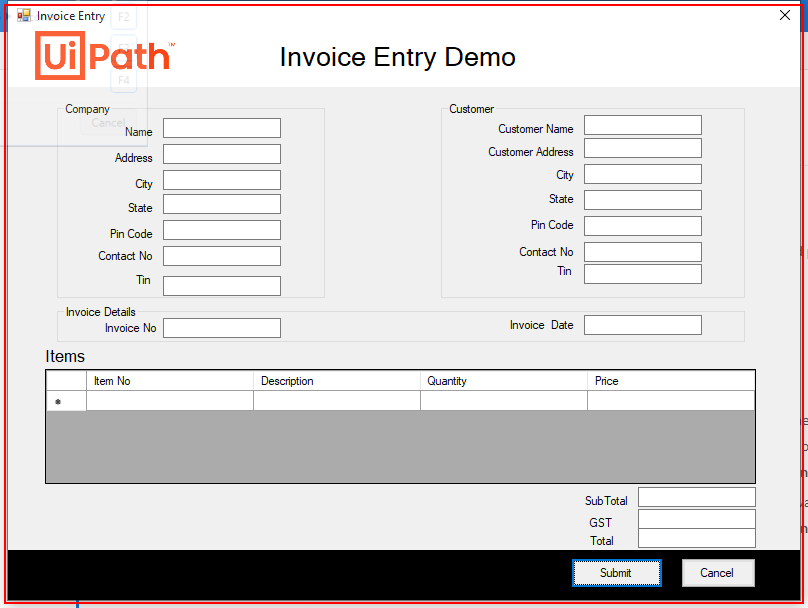 Invoice Entry
F2
UiPath™
Invoice Entry Demo
F4
Company
Customer
Cancel
Name
Customer Name
Address
Customer Address
City
City
State
State
Pin Code
Pin Code
Contact No
Contact No
Tin
Tin
Invoice Details
Invoice No
Invoice Date
Items
Item No Description Quantity Price
SubTotal
GST
Total
Submit Cancel